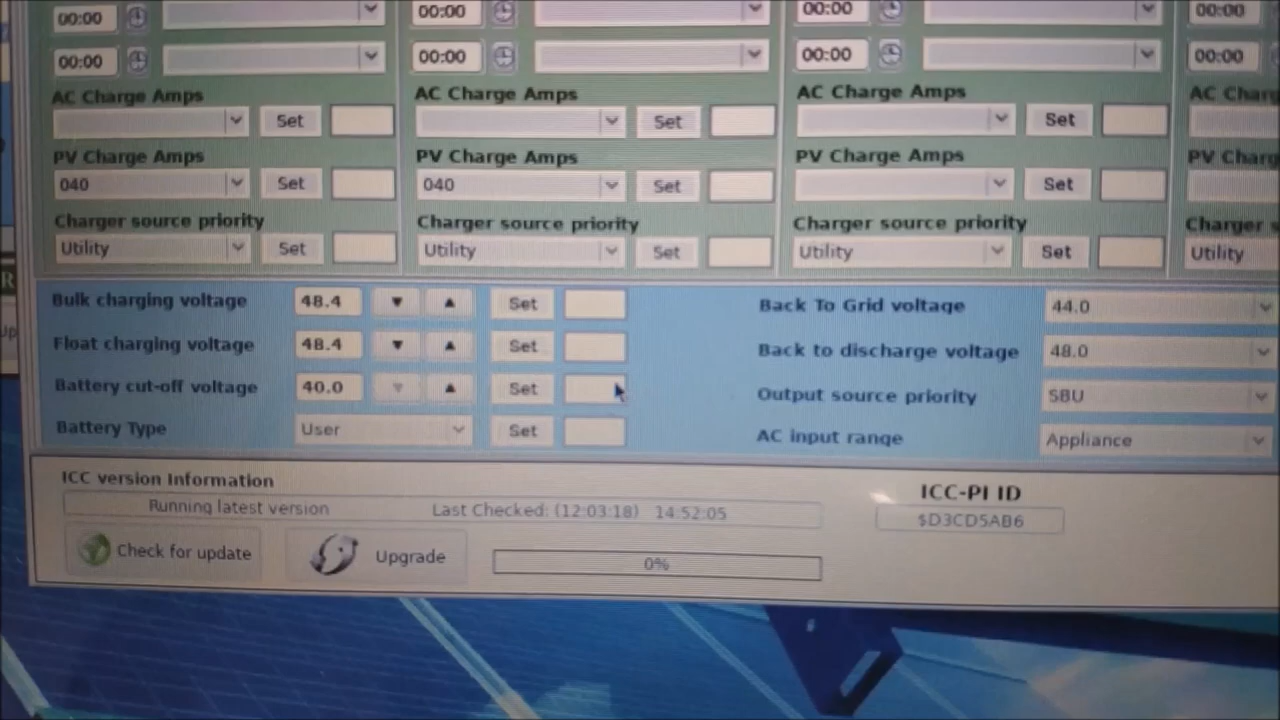 00:00 00:00 00:00 00:00
00:00 00:00 00:00 00:00
AC Charge Amps AC Charge Amps AC Charge Amps AC Charg
Set Set Set
PV Charge Amps PV Charge Amps PV Charge Amps PV Charg
040 Set 040 Set Set
Charger source priority Charger source priority Charger source priority Charger s
Utility Set Utility Set Utility Set Utility
Bulk charging voltage 48.4 Set Back To Grid voltage 44.0
Float charging voltage 48.4 Set Back to discharge voltage 48.0
Battery cut-off voltage 40.0 Set Output source priority SBU
Battery Type User Set AC input range Appliance
ICC version Information ICC-PI ID
Running latest version Last Checked: (12:03:18) 14:52:05 $D3CD5AB6
Check for update Upgrade 0%